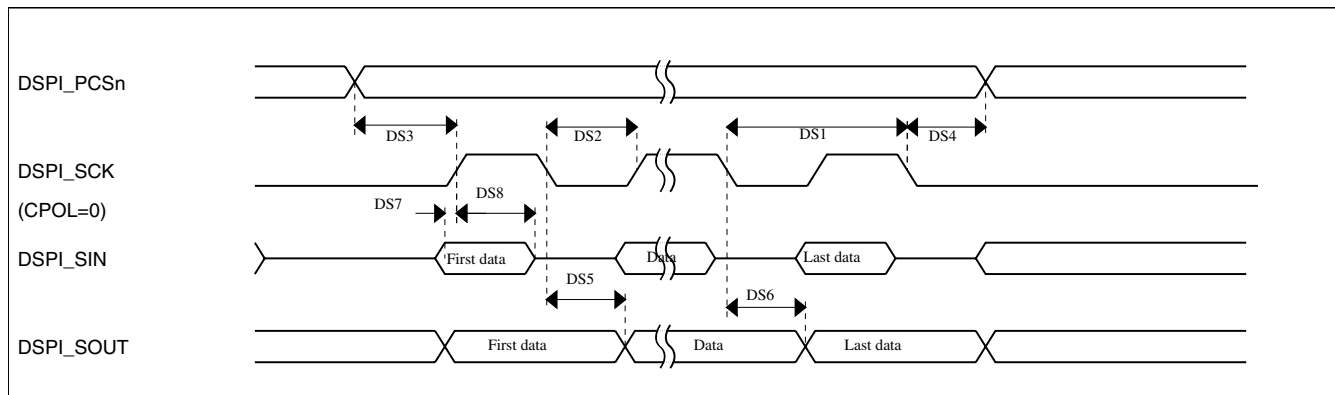 DSPI_PCSn
DS3
DS2
DS1
DS4
DSPI_SCK
(CPOL=0)
DS7
DS8
DSPI_SIN
First data
Data
Last data
DS5
DS6
DSPI_SOUT
First data
Data
Last data